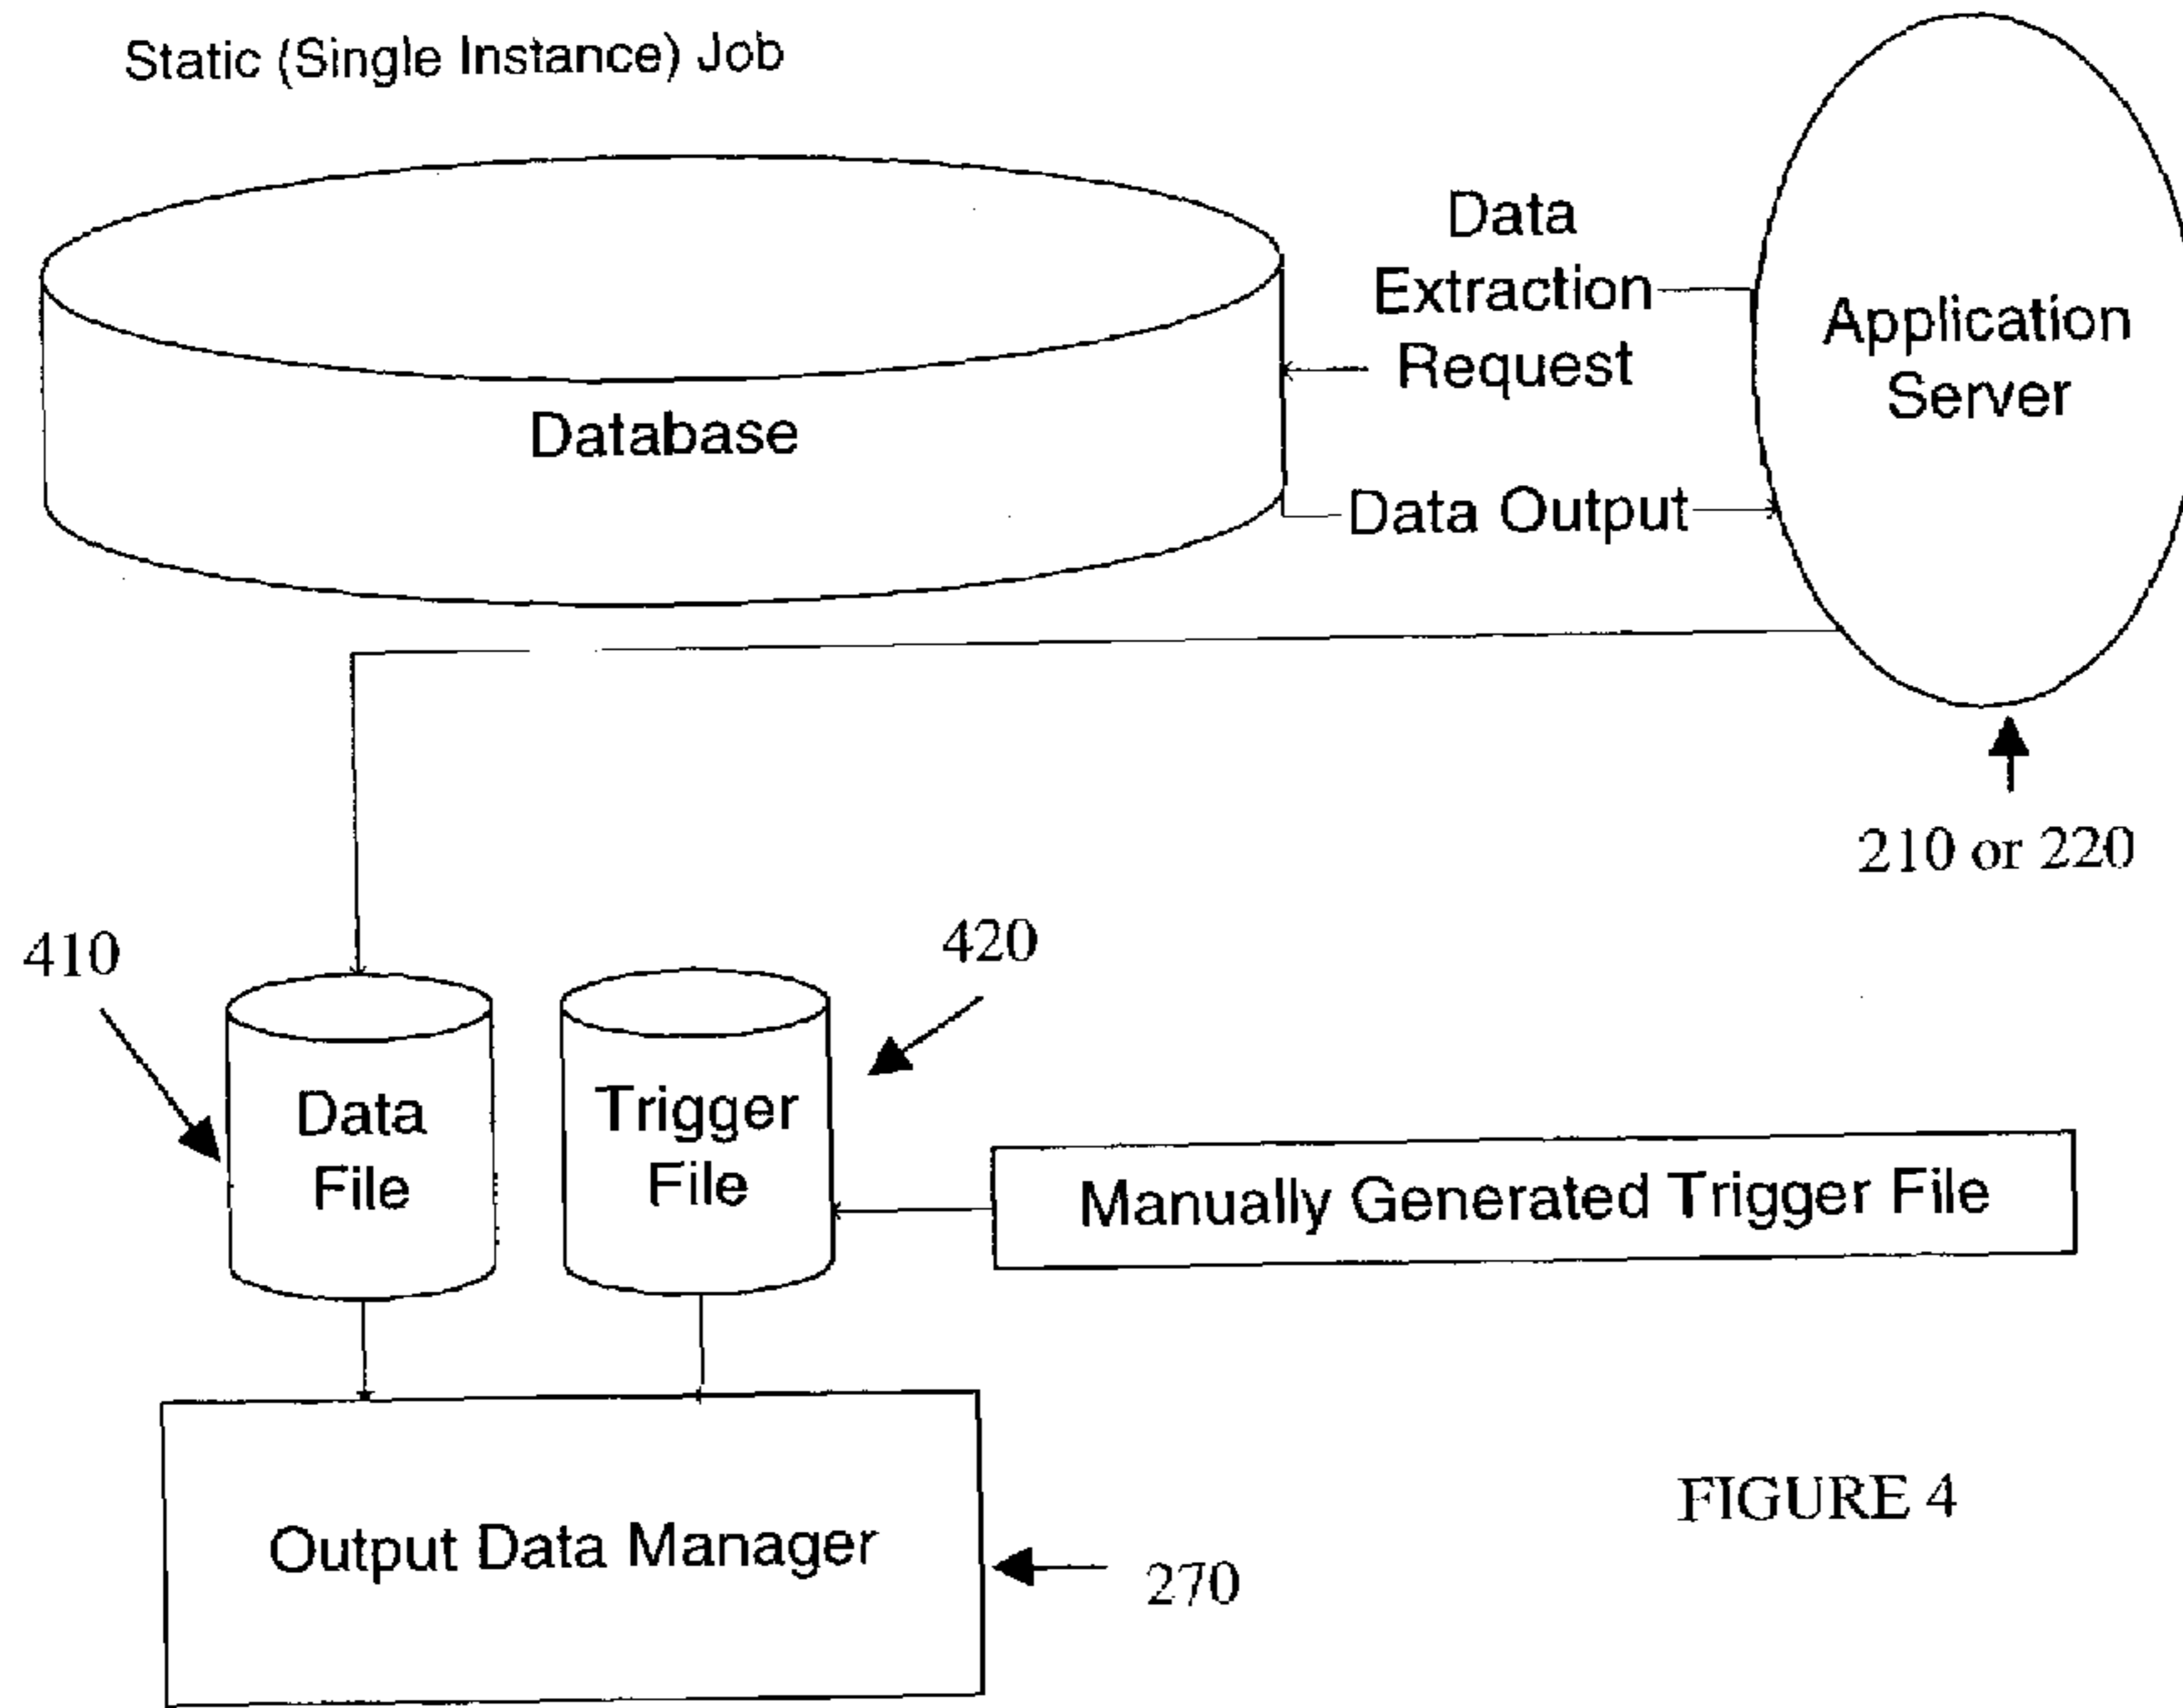 Static (Single Instance) Job
Data
Extraction
Request
Application
Server
Database
Data Output
210 or 220
410
420
Data
File
Trigger
File
Manually Generated Trigger File
Output Data Manager
270
FIGURE 4